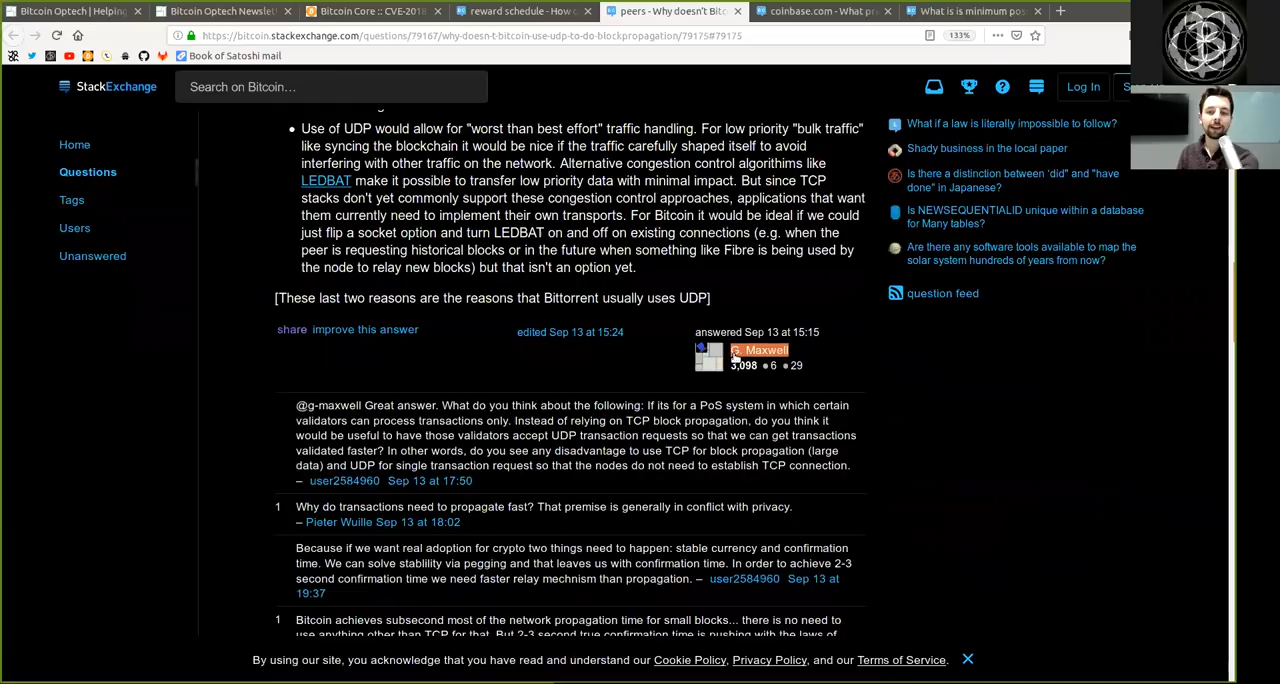 Bitcoin Optech | Helping
Bitcoin Optech Newslett
Bitcoin Core :: CVE-2018
reward schedule - How
peers - Why doesn't Bitc
coinbase.com - What pr
What is is minimum po
https://bitcoin.stackexchange.com/questions/79167/why-doesn-t-bitcoin-use-udp-to-do-blockpropagation/79175#79175
133%
Book of Satoshi mail
StackExchange
Search on Bitcoin…
Log In
Home
Questions
Tags
Users
Unanswered
Use of UDP would allow for "worst than best effort" traffic handling. For low priority "bulk traffic"
like syncing the blockchain it would be nice if the traffic carefully shaped itself to avoid
interfering with other traffic on the network. Alternative congestion control algorithms like
LEDBAT make it possible to transfer low priority data with minimal impact. But since TCP
stacks don't yet commonly support these congestion control approaches, applications that want
them currently need to implement their own transports. For Bitcoin it would be ideal if we could
just flip a socket option and turn LEDBAT on and off on existing connections (e.g. when the
peer is requesting historical blocks or in the future when something like Fibre is being used by
the node to relay new blocks) but that isn't an option yet.
[These last two reasons are the reasons that Bittorrent usually uses UDP]
share improve this answer
edited Sep 13 at 15:24
answered Sep 13 at 15:15
G. Maxwell
3,098 ● 6 ● 29
@g-maxwell Great answer. What do you think about the following: If its for a PoS system in which certain
validators can process transactions only. Instead of relying on TCP block propagation, do you think it
would be useful to have those validators accept UDP transaction requests so that we can get transactions
validated faster? In other words, do you see any disadvantage to use TCP for block propagation (large
data) and UDP for single transaction request so that the nodes do not need to establish TCP connection.
– user2584960 Sep 13 at 17:50
1 Why do transactions need to propagate fast? That premise is generally in conflict with privacy.
– Pieter Wuille Sep 13 at 18:02
Because if we want real adoption for crypto two things need to happen: stable currency and confirmation
time. We can solve stablility via pegging and that leaves us with confirmation time. In order to achieve 2-3
second confirmation time we need faster relay mechnism than propagation. – user2584960 Sep 13 at
19:37
1 Bitcoin achieves subsecond most of the network propagation time for small blocks... there is no need to
use anything other than TCP for that. But 2-3 second true confirmation time is pushing with the laws of
What if a law is literally impossible to follow?
Shady business in the local paper
Is there a distinction between 'did" and "have
done" in Japanese?
Is NEWSEQUENTIALID unique within a database
for Many tables?
Are there any software tools available to map the
solar system hundreds of years from now?
question feed
By using our site, you acknowledge that you have read and understand our Cookie Policy, Privacy Policy, and our Terms of Service.